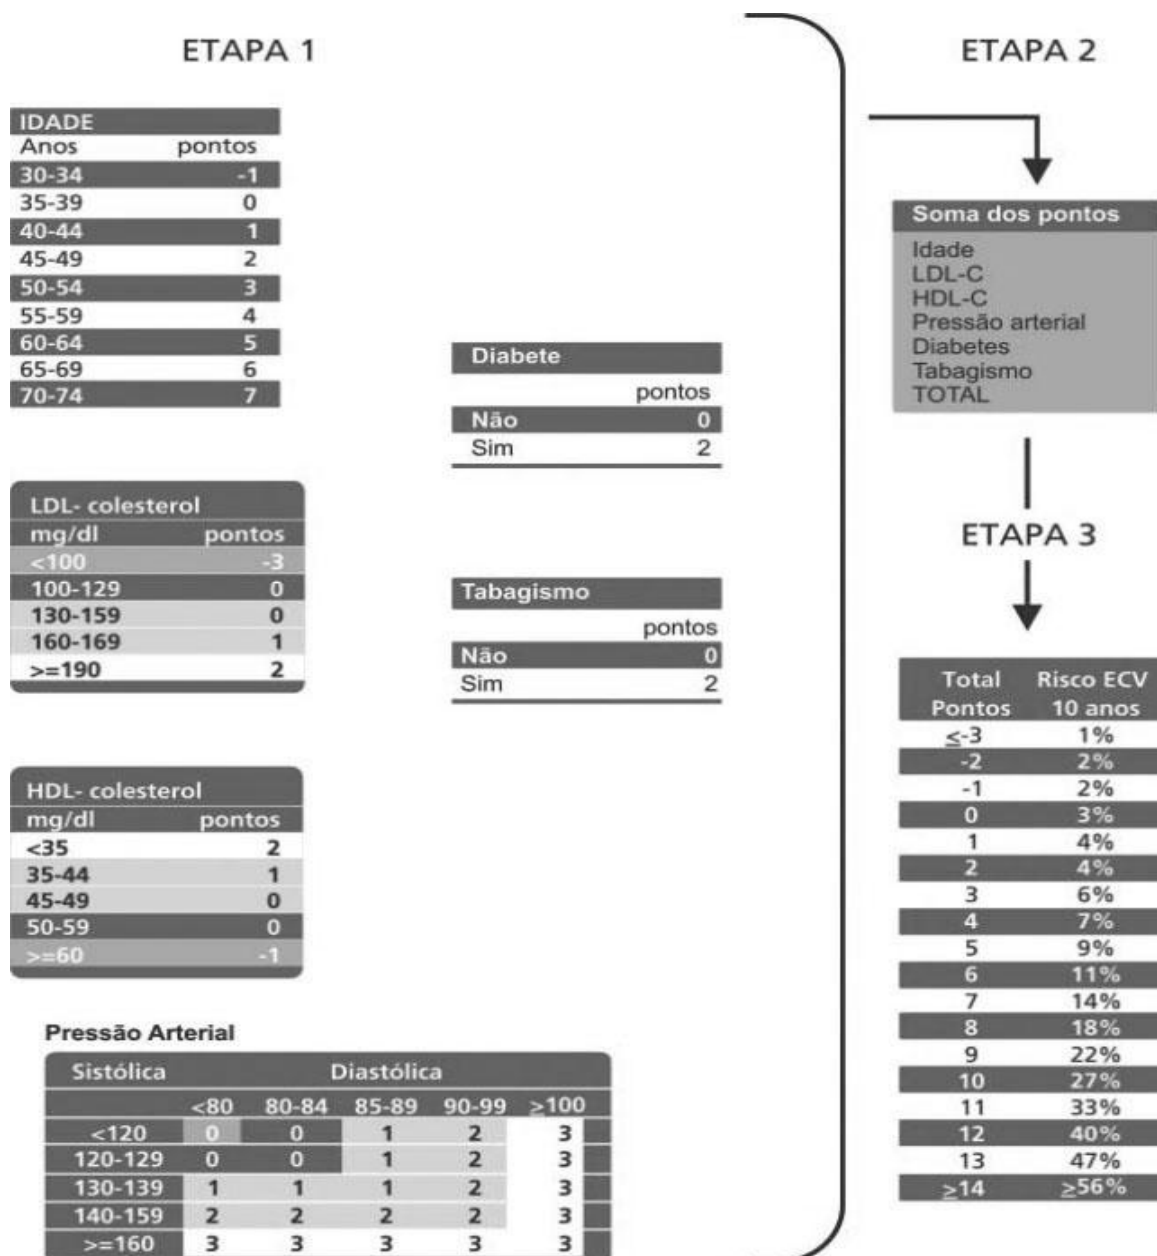 ETAPA 1
IDADE
Anos pontos
30-34 -1
35-39 0
40-44 1
45-49 2
50-54 3
55-59 4
60-64 5
65-69 6
70-74 7
Diabete
pontos
Não 0
Sim 2
LDL- colesterol
mg/dl pontos
<100 -3
100-129 0
130-159 0
160-169 1
>=190 2
Tabagismo
pontos
Não 0
Sim 2
HDL- colesterol
mg/dl pontos
<35 2
35-44 1
45-49 0
50-59 0
>=60 -1
Pressão Arterial
Sistólica Diastólica
<80 80-84 85-89 90-99 ≥100
<120 0 0 1 2 3
120-129 0 0 1 2 3
130-139 1 1 1 2 3
140-159 2 2 2 2 3
>=160 3 3 3 3 3
ETAPA 2
Soma dos pontos
Idade
LDL-C
HDL-C
Pressão arterial
Diabetes
Tabagismo
TOTAL
ETAPA 3
Total Risco ECV
Pontos 10 anos
≤-3 1%
-2 2%
-1 2%
0 3%
1 4%
2 4%
3 6%
4 7%
5 9%
6 11%
7 14%
8 18%
9 22%
10 27%
11 33%
12 40%
13 47%
≥14 ≥56%